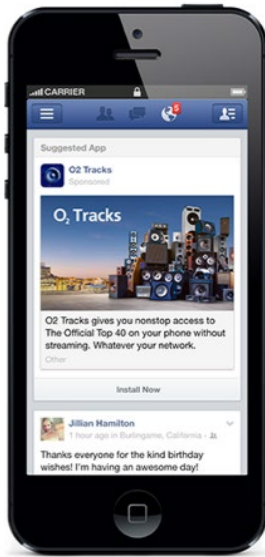 CARRIER
5
Suggested App
O2 Tracks
Sponsored
O2 Tracks
O2 Tracks gives you nonstop access to
The Official Top 40 on your phone without
streaming. Whatever your network.
Other
Install Now
Jillian Hamilton
1 hour ago in Burlingame, California -
Thanks everyone for the kind birthday
wishes! I'm having an awesome day!